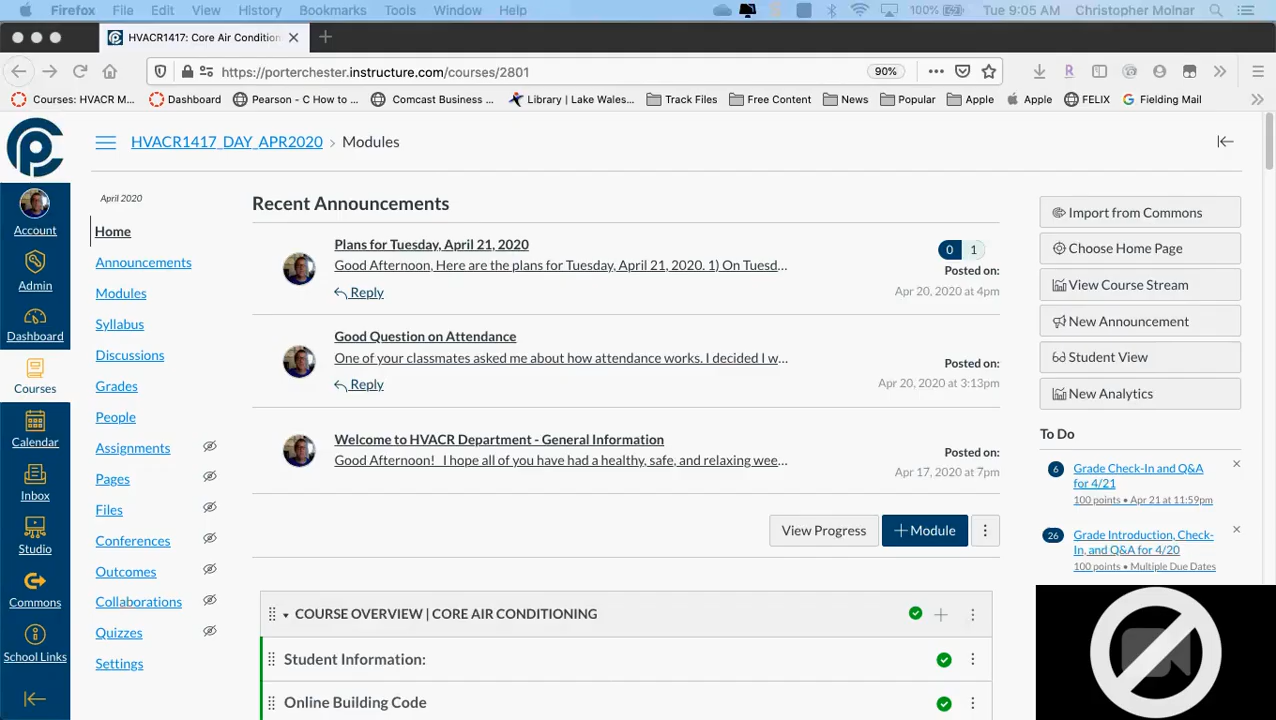 Firefox File Edit View History Bookmarks Tools Window Help 100% Tue 9:05 AM Christopher Molnar
HVACR1417: Core Air Condition
https://porterchester.instructure.com/courses/2801 90%
Courses: HVACR M... Dashboard Pearson - C How to ... Comcast Business ... Library | Lake Wales... Track Files Free Content News Popular Apple Apple FELIX Fielding Mail
HVACR1417_DAY_APR2020 › Modules
Account
Admin
Dashboard
Courses
Calendar
Inbox
Studio
Commons
School Links
April 2020
Home
Announcements
Modules
Syllabus
Discussions
Grades
People
Assignments
Pages
Files
Conferences
Outcomes
Collaborations
Quizzes
Settings
Recent Announcements
Plans for Tuesday, April 21, 2020
0 1
Good Afternoon, Here are the plans for Tuesday, April 21, 2020. 1) On Tuesd...
Posted on:
Apr 20, 2020 at 4pm
Reply
Good Question on Attendance
One of your classmates asked me about how attendance works. I decided I w...
Posted on:
Apr 20, 2020 at 3:13pm
Reply
Welcome to HVACR Department - General Information
Good Afternoon! I hope all of you have had a healthy, safe, and relaxing wee...
Posted on:
Apr 17, 2020 at 7pm
View Progress
+ Module
COURSE OVERVIEW | CORE AIR CONDITIONING
Student Information:
Online Building Code
Import from Commons
Choose Home Page
View Course Stream
New Announcement
Student View
New Analytics
To Do
6
Grade Check-In and Q&A
for 4/21
100 points • Apr 21 at 11:59pm
26
Grade Introduction, Check-
In, and Q&A for 4/20
100 points • Multiple Due Dates